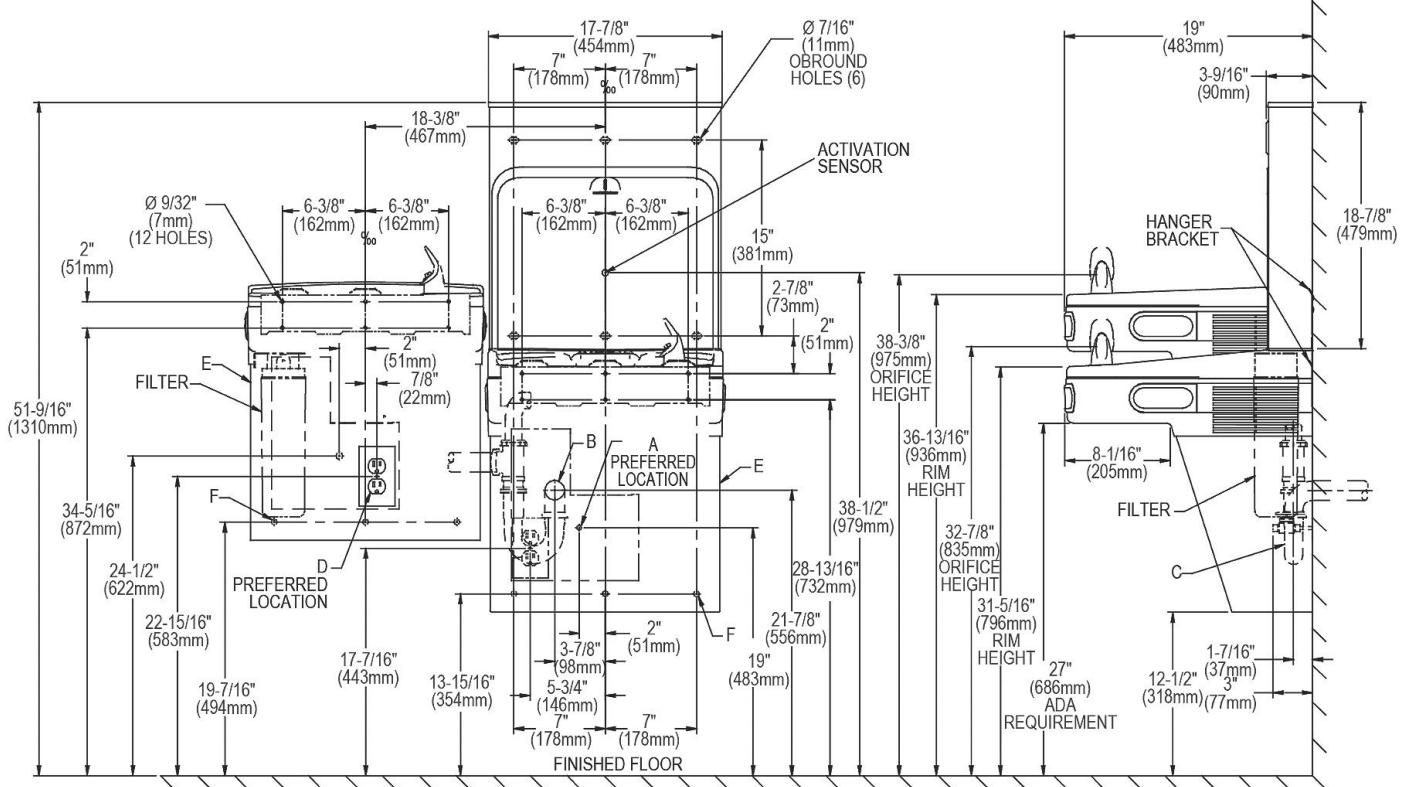 17-7/8"
(454mm)
7"
(178mm)
7"
(178mm)
Ø 7/16"
(11mm)
OBROUND
HOLES (6)
19"
(483mm)
3-9/16"
(90mm)
18-3/8"
(467mm)
ACTIVATION
SENSOR
Ø 9/32"
(7mm)
(12 HOLES)
6-3/8"
(162mm)
6-3/8"
(162mm)
6-3/8"
(162mm)
6-3/8"
(162mm)
15"
(381mm)
HANGER
BRACKET
18-7/8"
(479mm)
2"
(51mm)
2-7/8"
(73mm)
2"
(51mm)
2"
(51mm)
7/8"
(22mm)
E
FILTER
38-3/8"
(975mm)
ORIFICE
HEIGHT
51-9/16"
(1310mm)
36-13/16"
(936mm)
RIM
HEIGHT
B
A
PREFERRED
LOCATION
E
8-1/16"
(205mm)
FILTER
F
34-5/16"
(872mm)
38-1/2"
(979mm)
32-7/8"
(835mm)
ORIFICE
HEIGHT
24-1/2"
(622mm)
D
PREFERRED
LOCATION
28-13/16"
(732mm)
C
31-5/16"
(796mm)
RIM
HEIGHT
22-15/16"
(583mm)
21-7/8"
(556mm)
F
2"
(51mm)
3-7/8"
(98mm)
17-7/16"
(443mm)
19"
(483mm)
1-7/16"
(37mm)
3"
(77mm)
12-1/2"
(318mm)
27"
(686mm)
ADA
REQUIREMENT
19-7/16"
(494mm)
13-15/16"
(354mm)
5-3/4"
(146mm)
7"
(178mm)
7"
(178mm)
FINISHED FLOOR